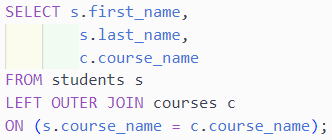 SELECT s.first_name,
s.last_name,
c.course_name
FROM students s
LEFT OUTER JOIN courses c
ON (s.course_name = c.course_name);